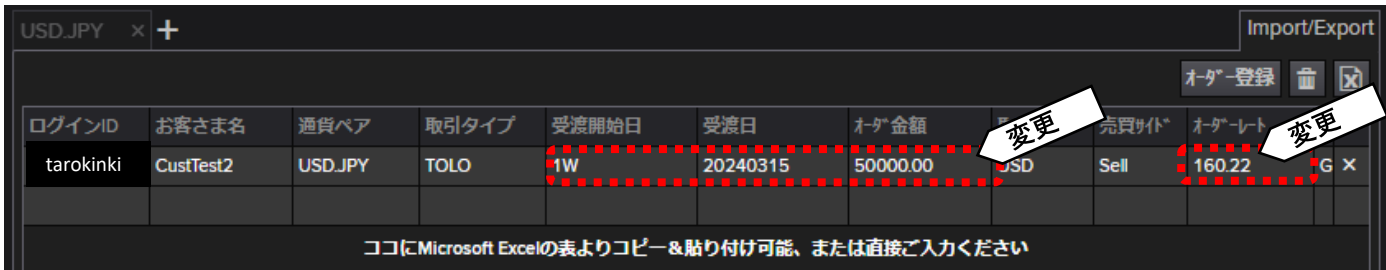 USD.JPY × +
Import/Export
ｵｰﾀﾞｰ登録
ログインID お客さま名 通貨ペア 取引タイプ 受渡開始日 受渡日 ｵｰﾀﾞ金額 売買ｻｲﾄﾞ ｵｰﾀﾞｰﾚｰﾄ
変更 変更
tarokinki CustTest2 USD.JPY TOLO 1W 20240315 50000.00 USD Sell 160.22 G ×
ココにMicrosoft Excelの表よりコピー＆貼り付け可能、または直接ご入力ください